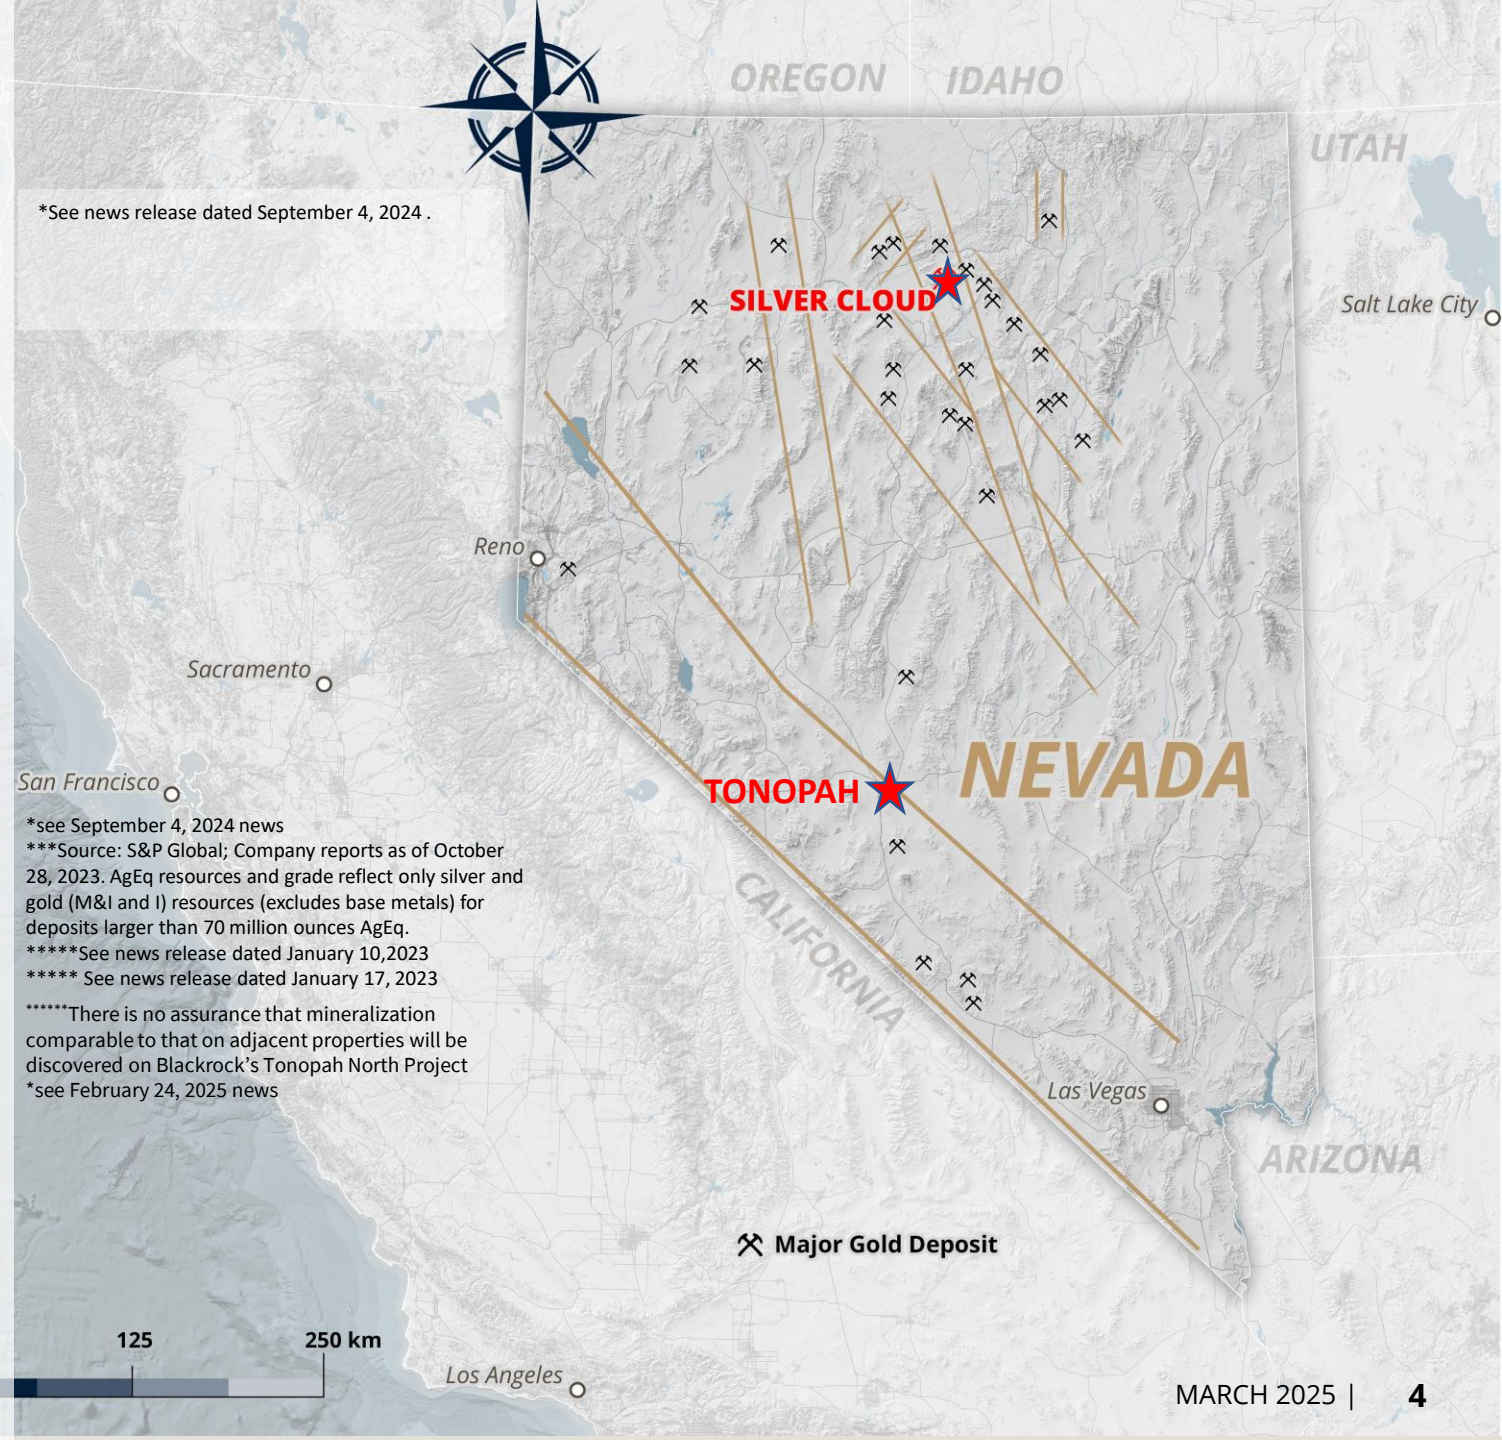 OREGON
IDAHO
UTAH
*See news release dated September 4, 2024 .
SILVER CLOUD
Salt Lake City
Reno
Sacramento
NEVADA
San Francisco
TONOPAH
*see September 4, 2024 news
***Source: S&P Global; Company reports as of October
28, 2023. AgEq resources and grade reflect only silver and
gold (M&I and I) resources (excludes base metals) for
deposits larger than 70 million ounces AgEq.
*****See news release dated January 10,2023
***** See news release dated January 17, 2023
******There is no assurance that mineralization
comparable to that on adjacent properties will be
discovered on Blackrock’s Tonopah North Project
*see February 24, 2025 news
CALIFORNIA
Las Vegas
ARIZONA
Major Gold Deposit
125
250 km
Los Angeles
MARCH 2025 | 4